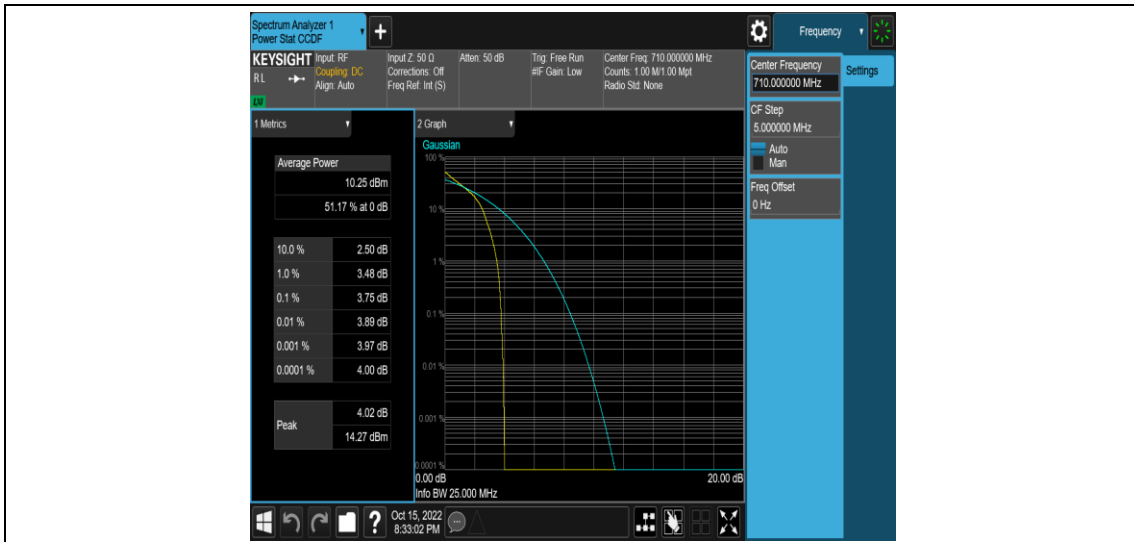 Spectrum Analyzer 1
Power Stat CCDF
+
Frequency
KEYSIGHT
RL
LXI
Input: RF
Coupling: DC
Align: Auto
Input Z: 50 Ω
Corrections: Off
Freq Ref: Int (S)
Atten: 50 dB
Trig: Free Run
#IF Gain: Low
Center Freq: 710.000000 MHz
Counts: 1.00 M/1.00 Mpt
Radio Std: None
Center Frequency
710.000000 MHz
Settings
CF Step
5.000000 MHz
Auto
Man
Freq Offset
0 Hz
1 Metrics
Average Power
10.25 dBm
51.17 % at 0 dB
10.0 % 2.50 dB
1.0 % 3.48 dB
0.1 % 3.75 dB
0.01 % 3.89 dB
0.001 % 3.97 dB
0.0001 % 4.00 dB
Peak
4.02 dB
14.27 dBm
2 Graph
Gaussian
100 %
10 %
1 %
0.1 %
0.01 %
0.001 %
0.0001 %
0.00 dB 20.00 dB
Info BW 25.000 MHz
?
Oct 15, 2022
8:33:02 PM